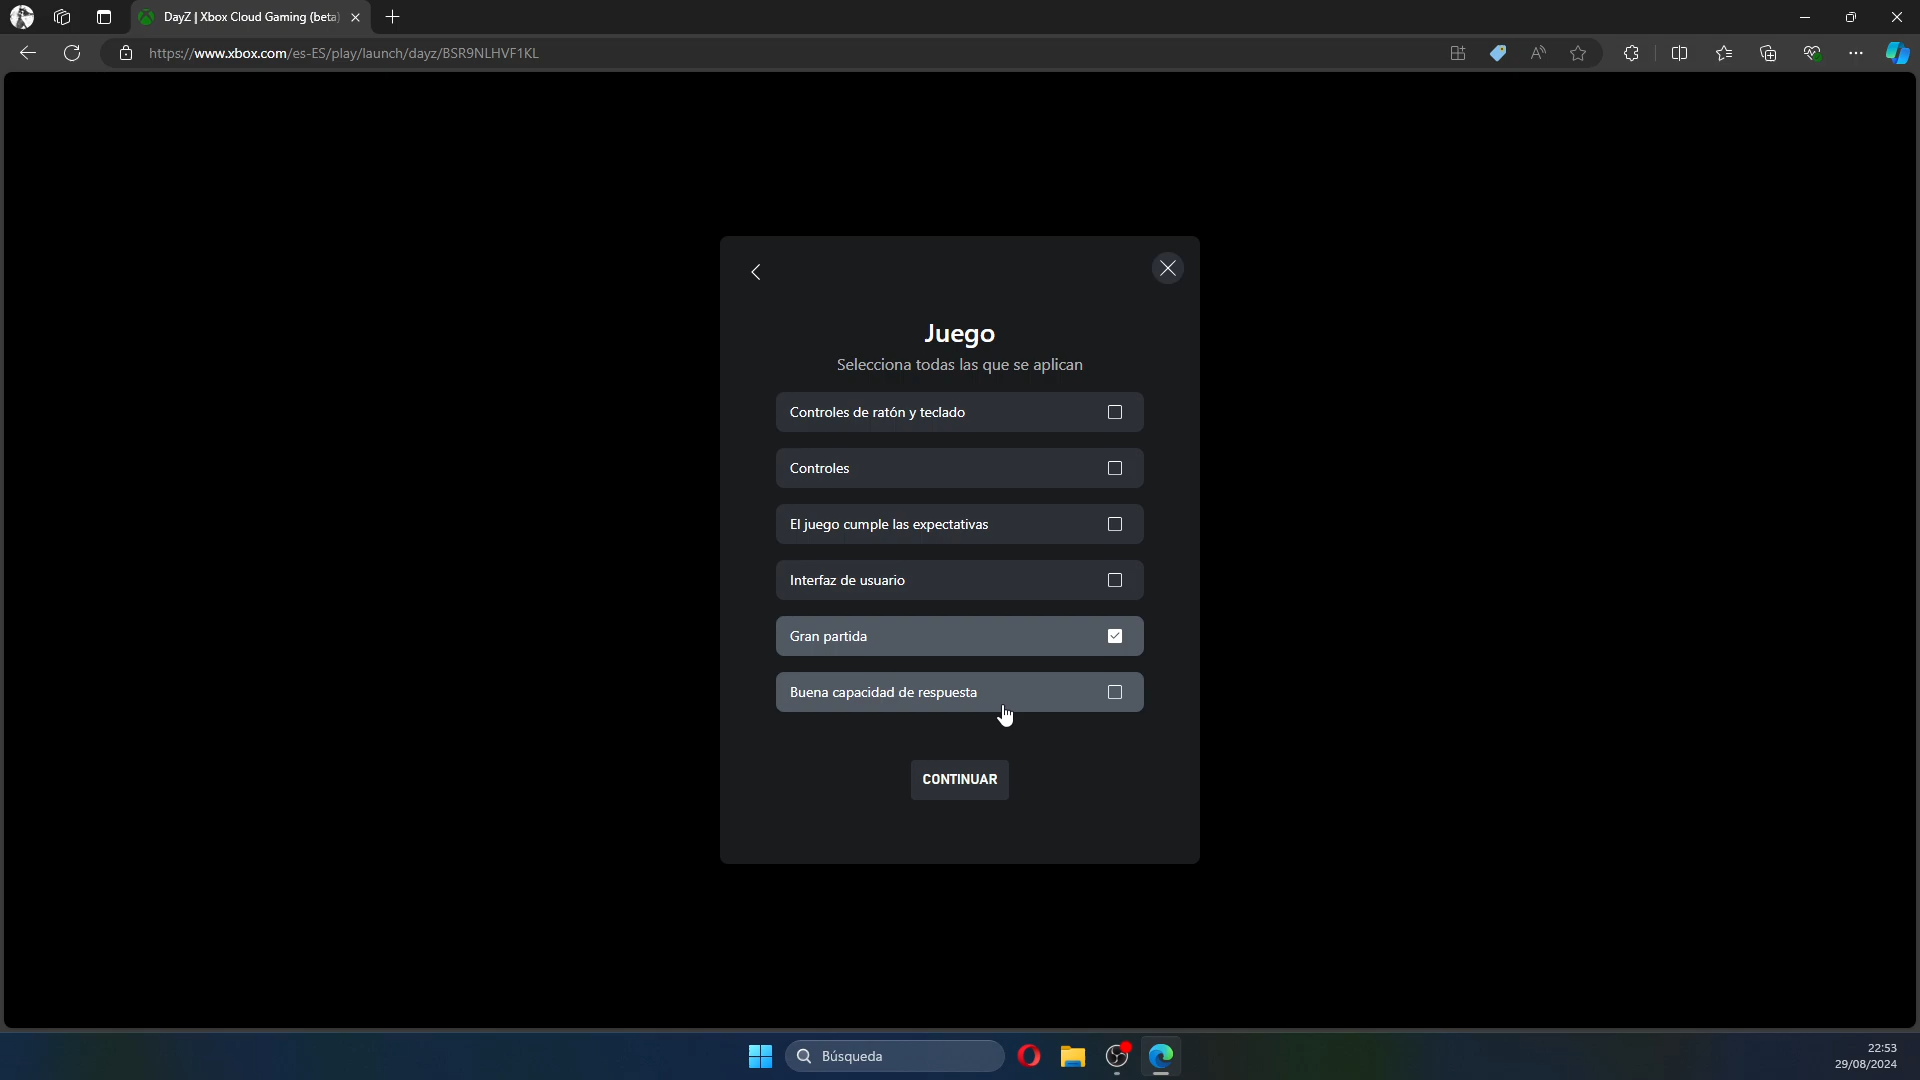 DayZ | Xbox Cloud Gaming (beta)
https://www.xbox.com/es-ES/play/launch/dayz/BSR9NLHVF1KL
Juego
Selecciona todas las que se aplican
Controles de ratón y teclado
Controles
El juego cumple las expectativas
Interfaz de usuario
Gran partida
Buena capacidad de respuesta
CONTINUAR
Búsqueda
22:53
29/08/2024